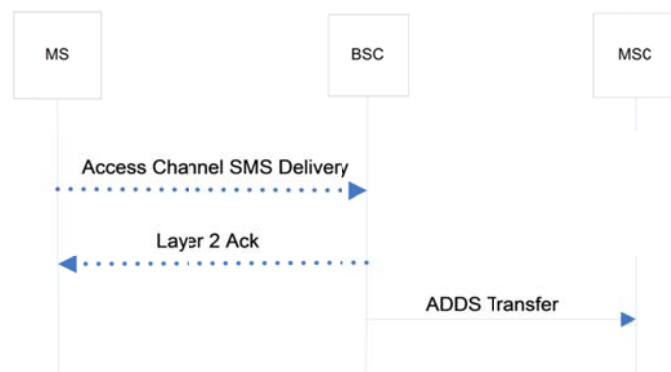 MS
BSC
MSC
Access Channel SMS Delivery
Layer 2 Ack
ADDS Transfer